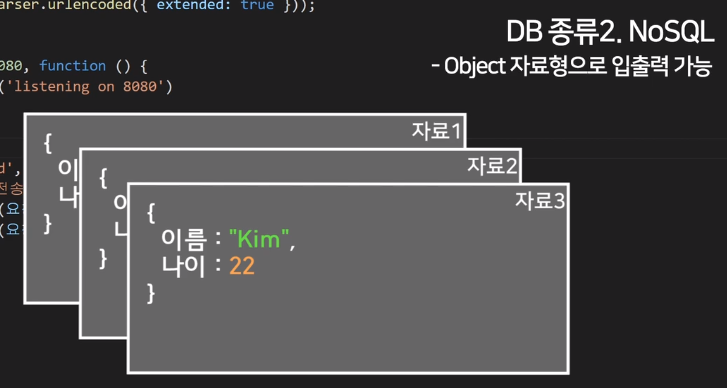 arser.urlencoded({ extended: true }));
DB 종류2. NoSQL
- Object 자료형으로 입출력 가능
080, function () {
('listening on 8080')
자료1
{
이
나
}
자료2
{
}
자료3
{
이름 : "Kim",
나이 : 22
}
d',
전송
(요
(요